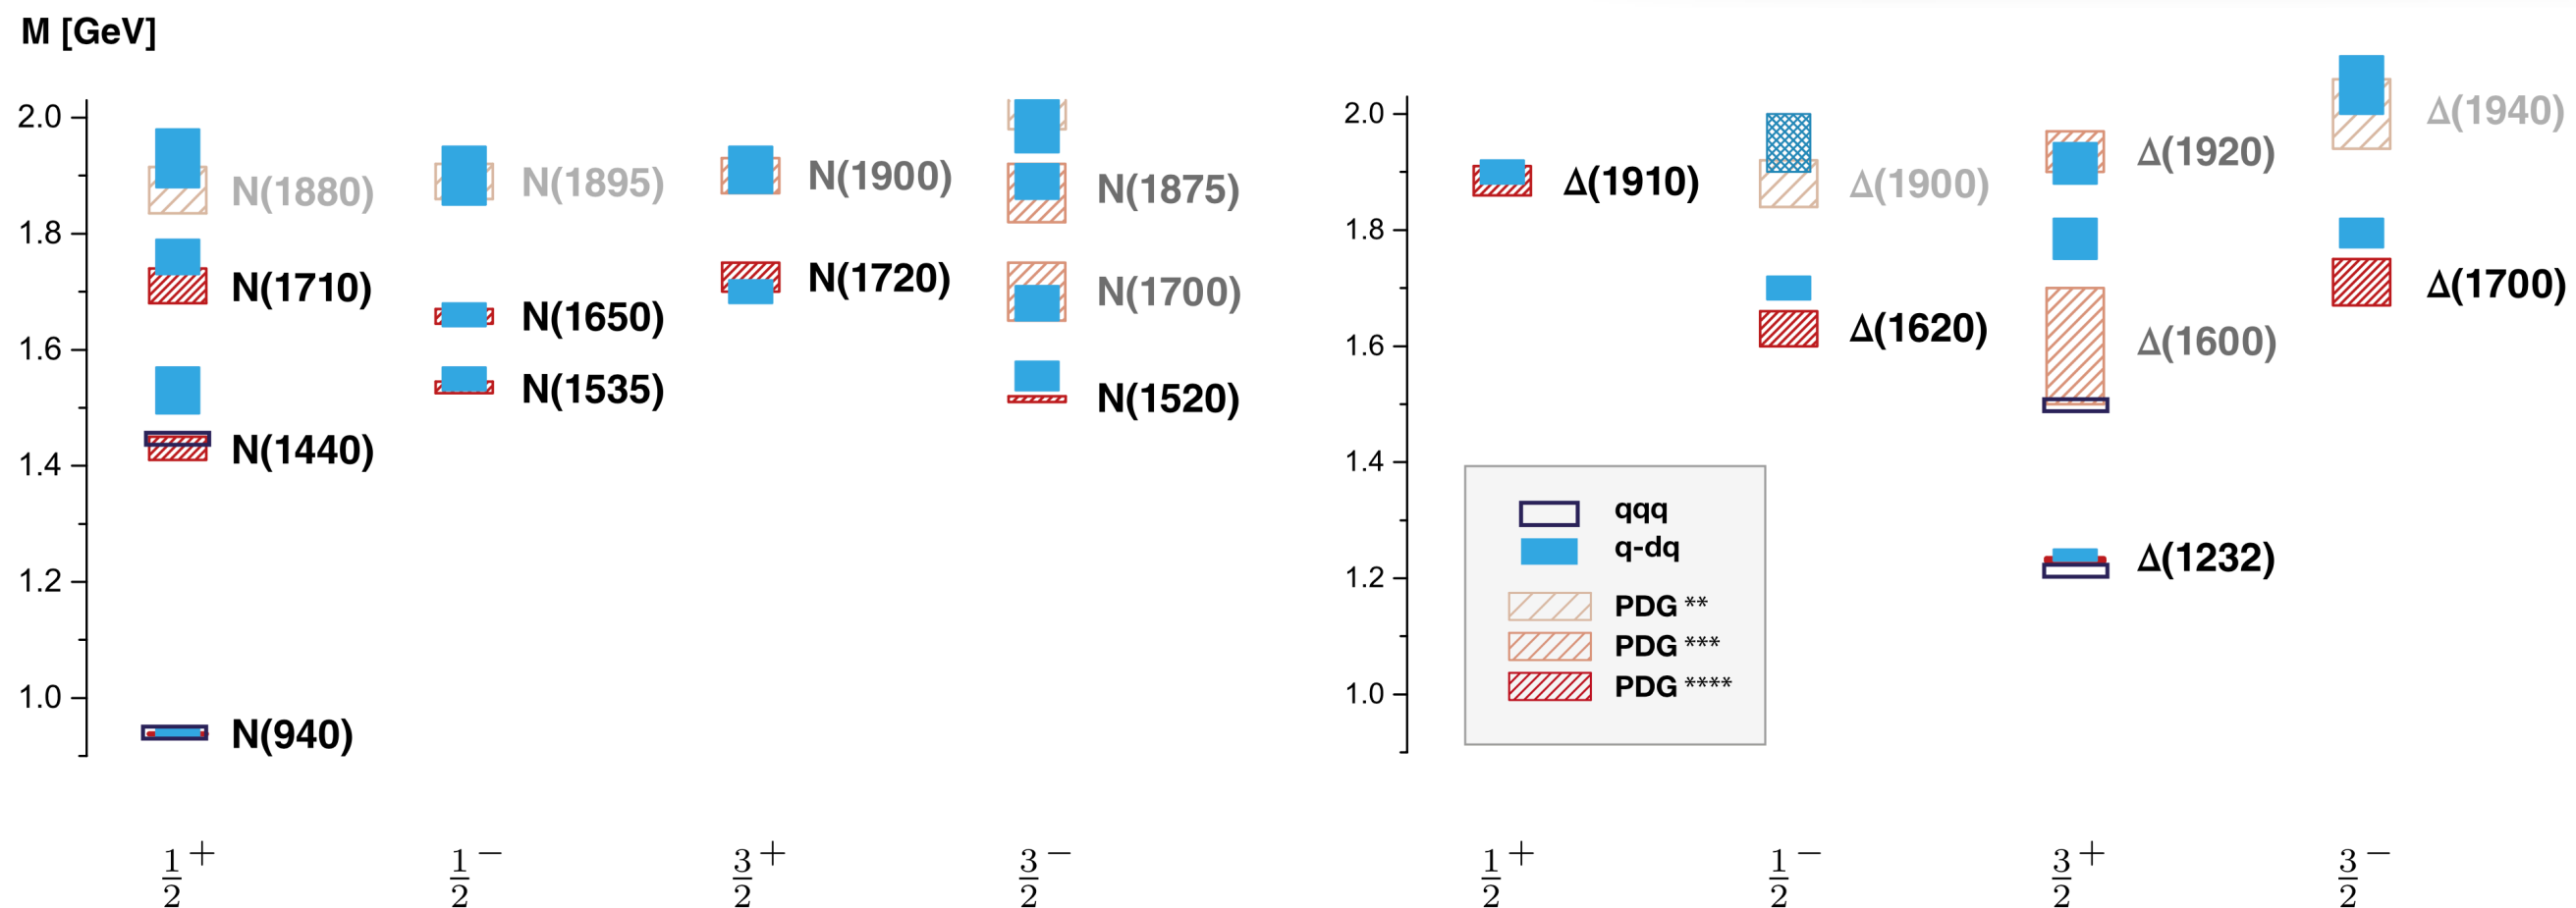 M [GeV]
2.0
1.8
1.6
1.4
1.2
1.0
N(1880)
N(1710)
N(1440)
N(940)
N(1895)
N(1650)
N(1535)
N(1900)
N(1720)
N(1875)
N(1700)
N(1520)
1/2+
1/2−
3/2+
3/2−
2.0
1.8
1.6
1.4
1.2
1.0
Δ(1910)
Δ(1900)
Δ(1620)
Δ(1920)
Δ(1600)
Δ(1232)
Δ(1940)
Δ(1700)
qqq
q-dq
PDG **
PDG ***
PDG ****
1/2+
1/2−
3/2+
3/2−